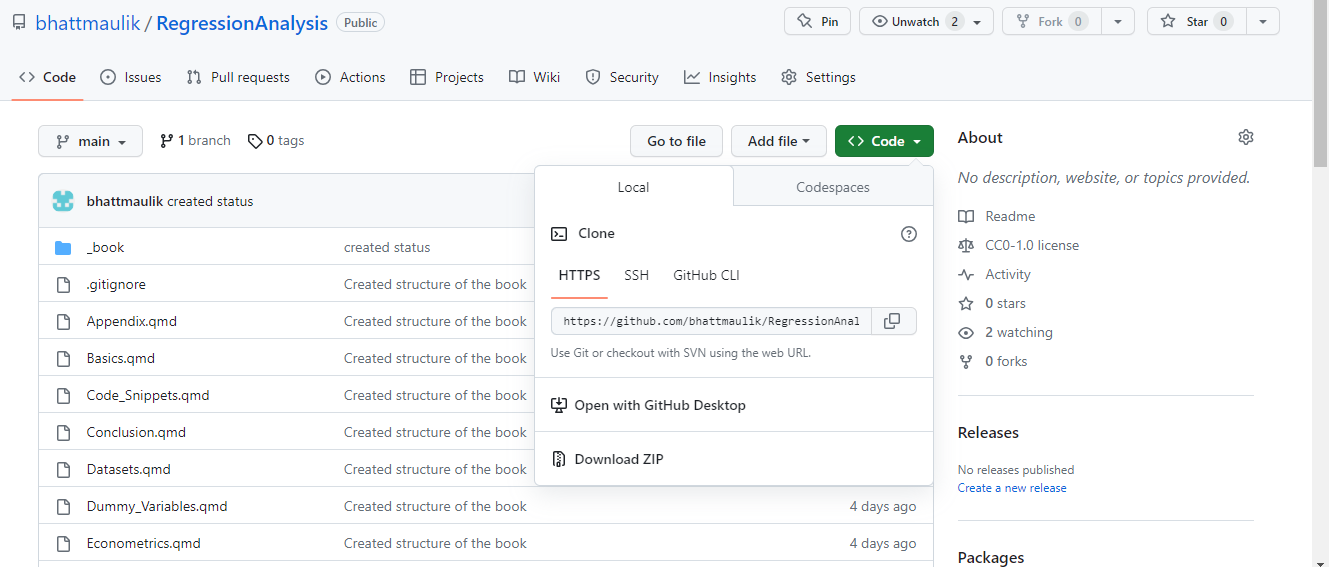 bhattmaulik / RegressionAnalysis Public
Pin Unwatch 2 Fork 0 Star 0
Code Issues Pull requests Actions Projects Wiki Security Insights Settings
main 1 branch 0 tags Go to file Add file Code
bhattmaulik created status
_book created status
.gitignore Created structure of the book
Appendix.qmd Created structure of the book
Basics.qmd Created structure of the book
Code_Snippets.qmd Created structure of the book
Conclusion.qmd Created structure of the book
Datasets.qmd Created structure of the book
Dummy_Variables.qmd Created structure of the book 4 days ago
Econometrics.qmd Created structure of the book 4 days ago
Local Codespaces
Clone
HTTPS SSH GitHub CLI
https://github.com/bhattmaulik/RegressionAnal
Use Git or checkout with SVN using the web URL.
Open with GitHub Desktop
Download ZIP
About
No description, website, or topics provided.
Readme
CC0-1.0 license
Activity
0 stars
2 watching
0 forks
Releases
No releases published
Create a new release
Packages